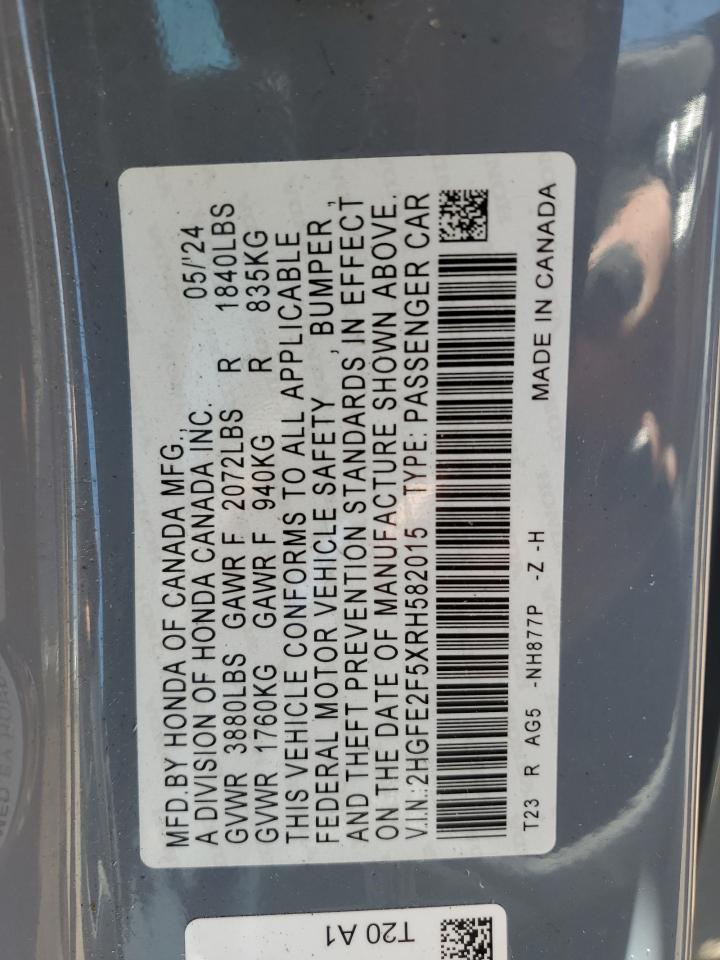 MFD.BY HONDA OF CANADA MFG., 05/'24
A DIVISION OF HONDA CANADA INC.
GVWR 3880LBS GAWR F 2072LBS R 1840LBS
GVWR 1760KG GAWR F 940KG R 835KG
THIS VEHICLE CONFORMS TO ALL APPLICABLE
FEDERAL MOTOR VEHICLE SAFETY , BUMPER ,
AND THEFT PREVENTION STANDARDS IN EFFECT
ON THE DATE OF MANUFACTURE SHOWN ABOVE.
V.I.N.:2HGFE2F5XRH582015 TYPE: PASSENGER CAR
T23 R AG5 -NH877P -Z -H MADE IN CANADA
T20 A1